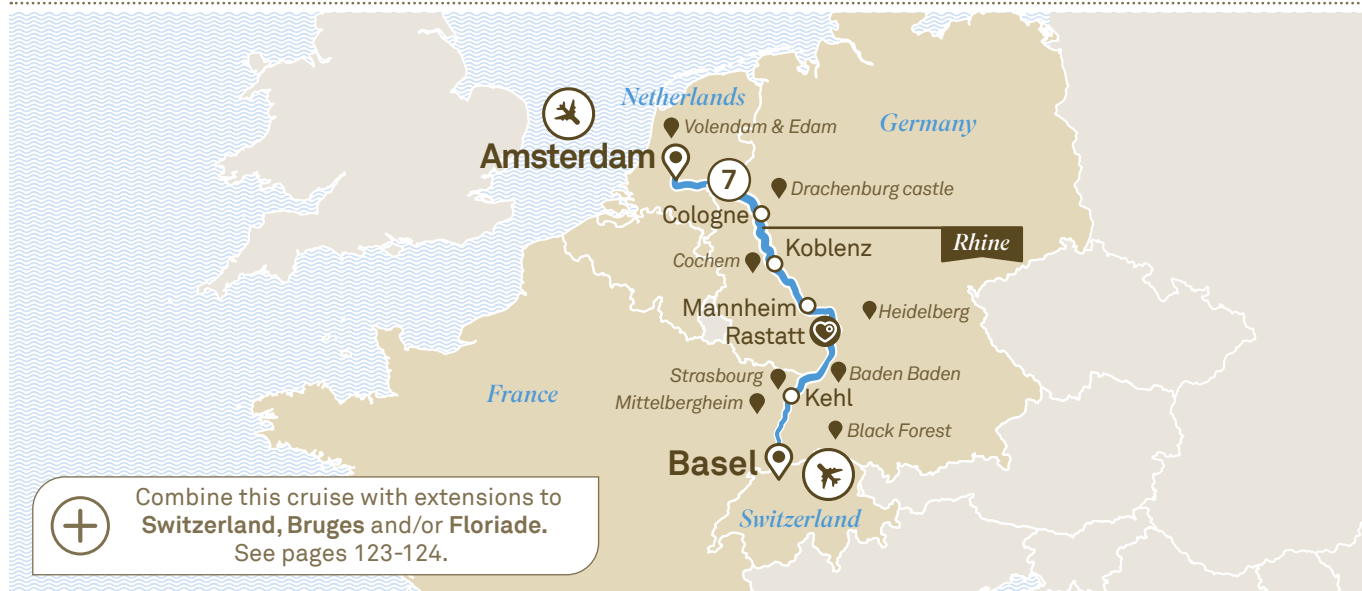 Netherlands
Volendam & Edam
Germany
Amsterdam
7
Drachenburg castle
Cologne
Rhine
Koblenz
Cochem
Mannheim
Heidelberg
Rastatt
Strasbourg
Baden Baden
France
Mittelbergheim
Kehl
Black Forest
Basel
Switzerland
Combine this cruise with extensions to
Switzerland, Bruges and/or Floriade.
See pages 123-124.